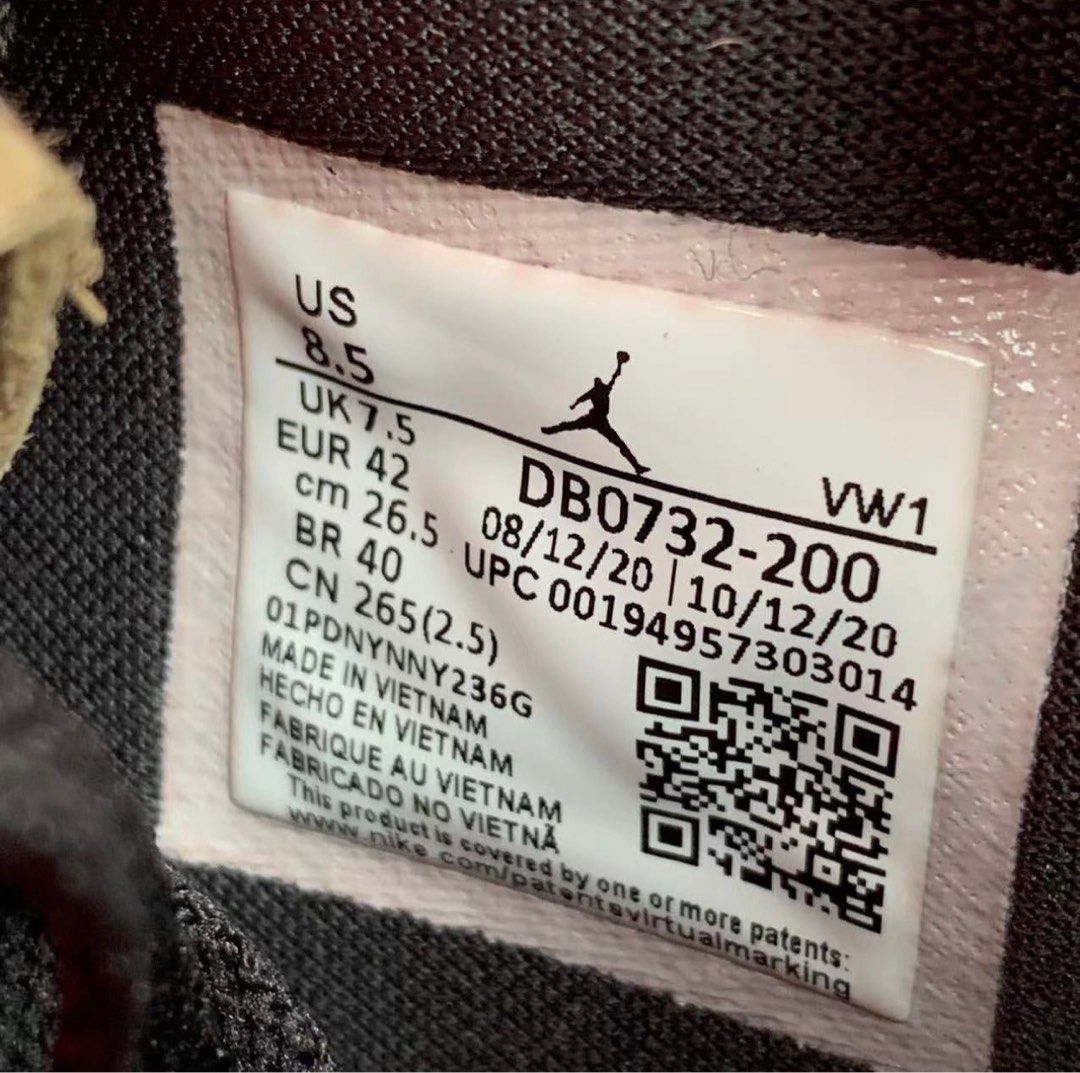 US
8.5
VW1
UK 7.5
EUR 42
cm 26.5
BR 40
CN 265(2.5)
DB0732-200
08/12/20 | 10/12/20
UPC 00194957303014
01PDNYNNY236G
MADE IN VIETNAM
HECHO EN VIETNAM
FABRIQUE AU VIETNAM
FABRICADO NO VIETNÃ
This product is covered by one or more patents:
www.nike.com/patentsvirtualmarking